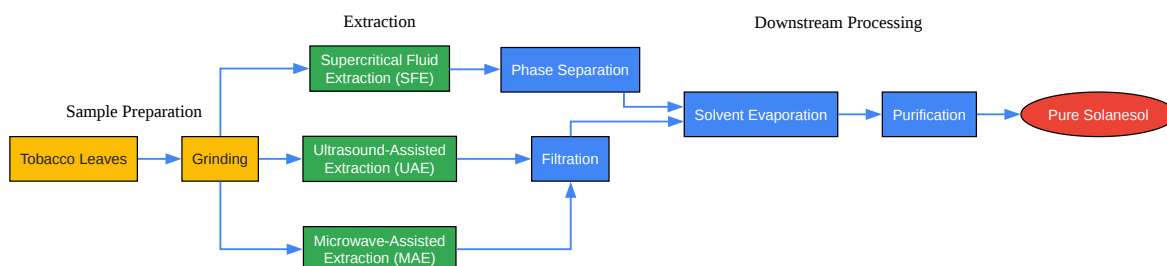 Extraction
Downstream Processing
Sample Preparation
Supercritical Fluid
Extraction (SFE)
Phase Separation
Solvent Evaporation
Purification
Pure Solanesol
Tobacco Leaves
Grinding
Ultrasound-Assisted
Extraction (UAE)
Filtration
Microwave-Assisted
Extraction (MAE)